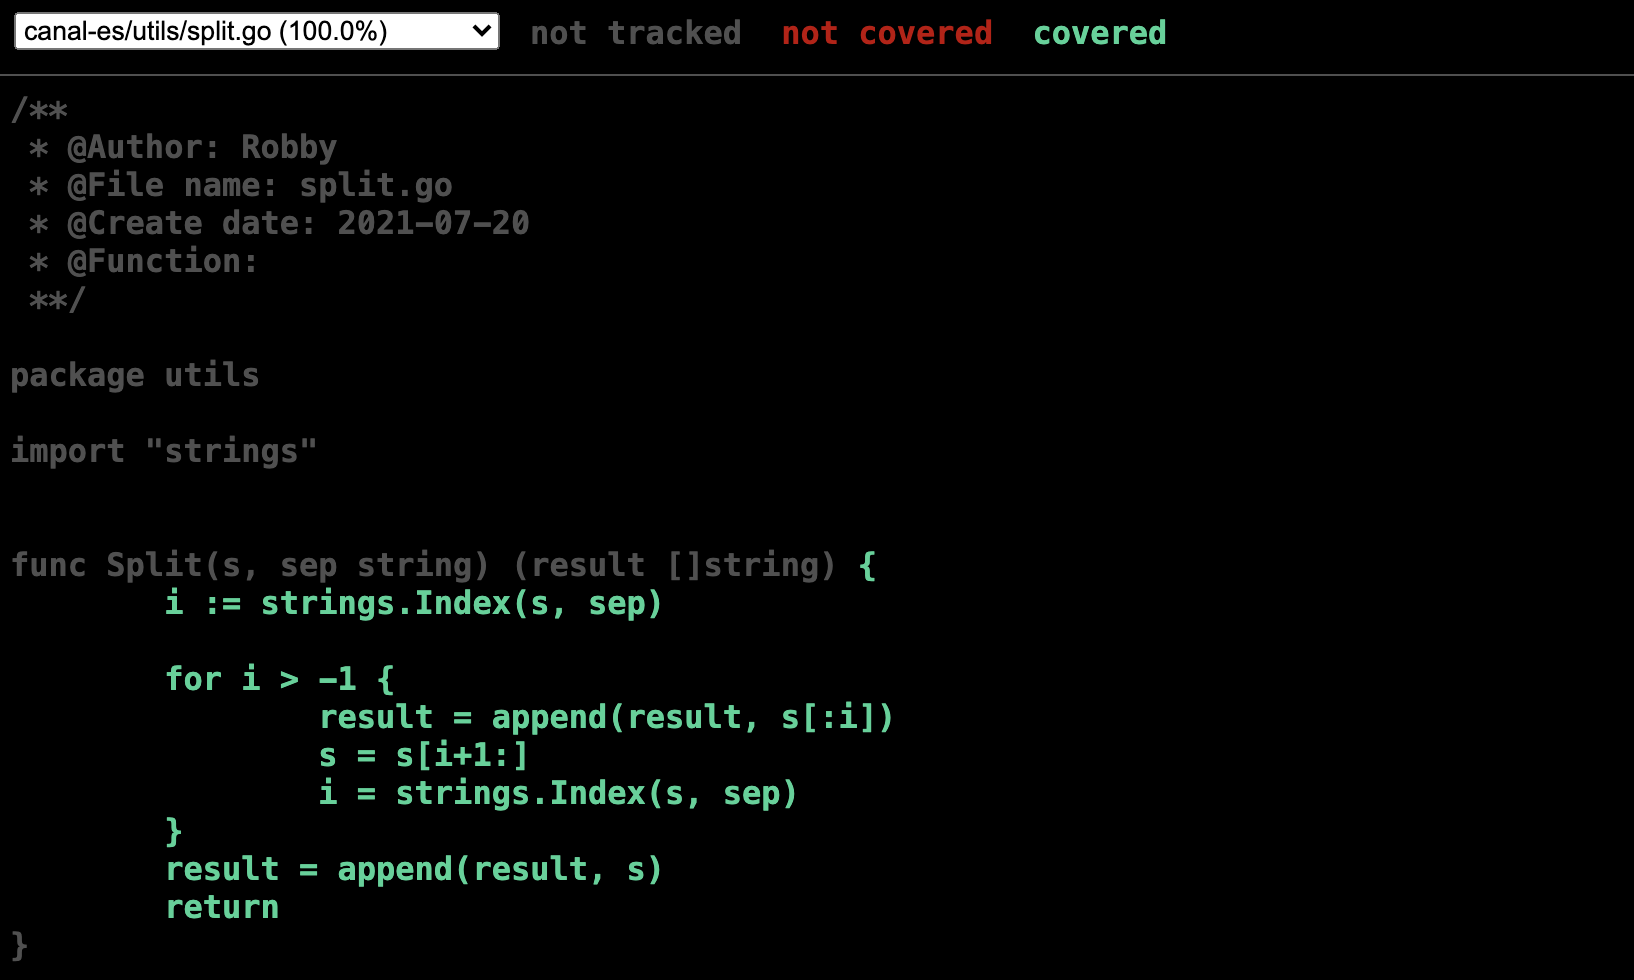 canal-es/utils/split.go (100.0%) not tracked not covered covered
/**
 * @Author: Robby
 * @File name: split.go
 * @Create date: 2021-07-20
 * @Function:
 **/
package utils
import "strings"
func Split(s, sep string) (result []string) {
        i := strings.Index(s, sep)
        for i > -1 {
                result = append(result, s[:i])
                s = s[i+1:]
                i = strings.Index(s, sep)
        }
        result = append(result, s)
        return
}